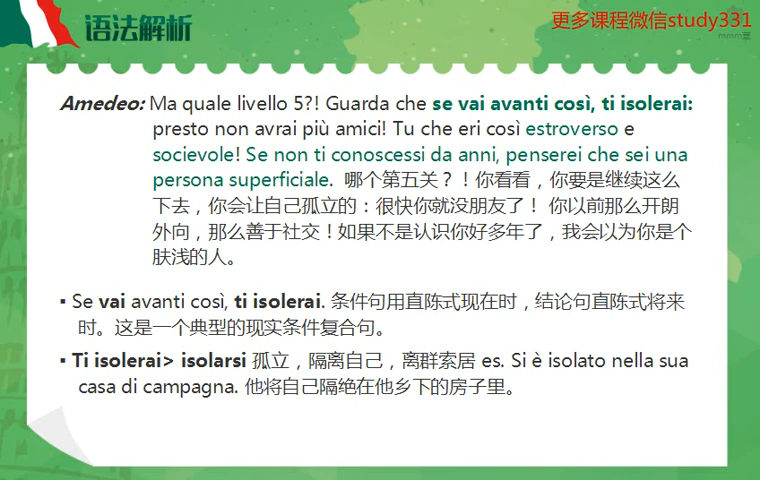 语法解析
更多课程微信study331
mmm薑
Amedeo: Ma quale livello 5?! Guarda che se vai avanti così, ti isolerai:
presto non avrai più amici! Tu che eri così estroverso e
socievole! Se non ti conoscessi da anni, penserei che sei una
persona superficiale. 哪个第五关？！你看看，你要是继续这么
下去，你会让自己孤立的：很快你就没朋友了！ 你以前那么开朗
外向，那么善于社交！如果不是认识你好多年了，我会以为你是个
肤浅的人。
▪ Se vai avanti così, ti isolerai. 条件句用直陈式现在时，结论句直陈式将来
时。这是一个典型的现实条件复合句。
▪ Ti isolerai> isolarsi 孤立，隔离自己，离群索居 es. Si è isolato nella sua
casa di campagna. 他将自己隔绝在他乡下的房子里。